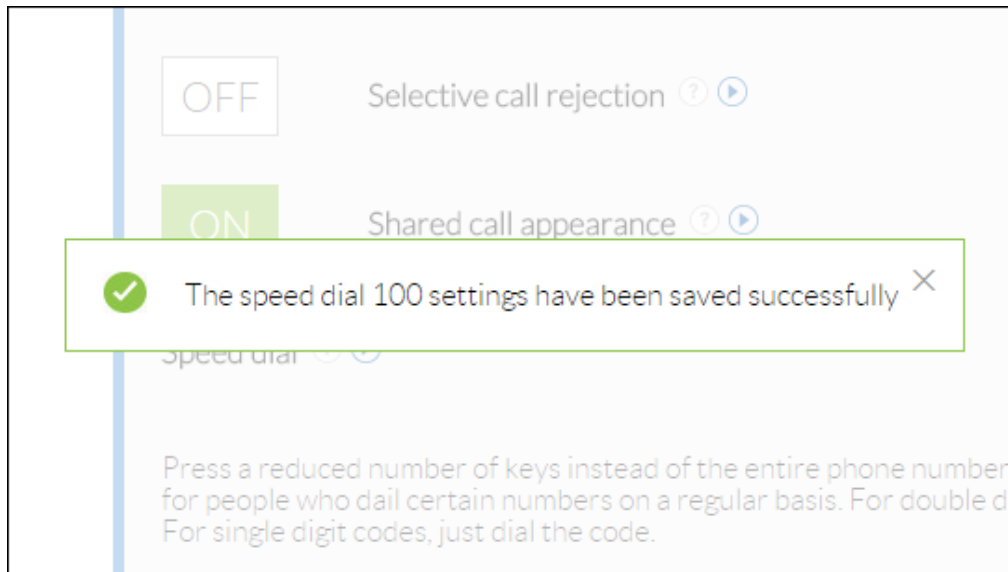 OFF
Selective call rejection ?
ON
Shared call appearance ?
The speed dial 100 settings have been saved successfully
Speed dial ?
Press a reduced number of keys instead of the entire phone number
for people who dail certain numbers on a regular basis. For double d
For single digit codes, just dial the code.